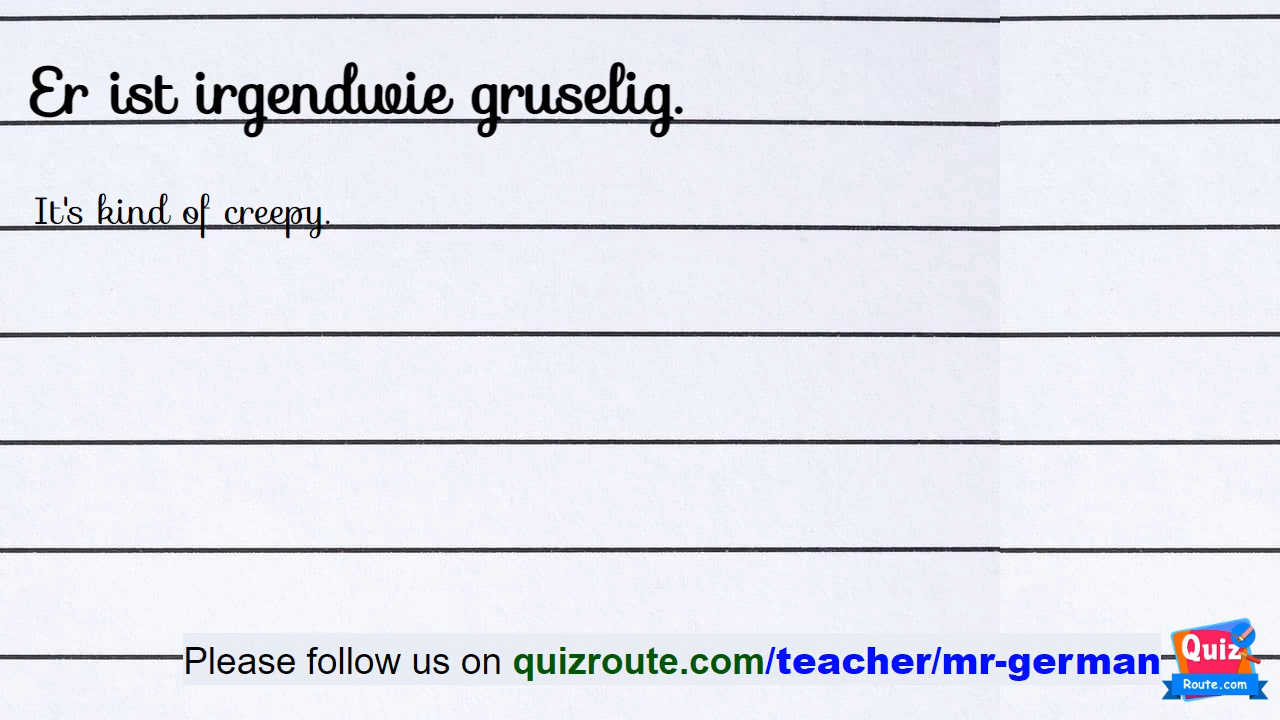 Er ist irgendwie gruselig.
It's kind of creepy.
Please follow us on quizroute.com/teacher/mr-german
Quiz
Route.com